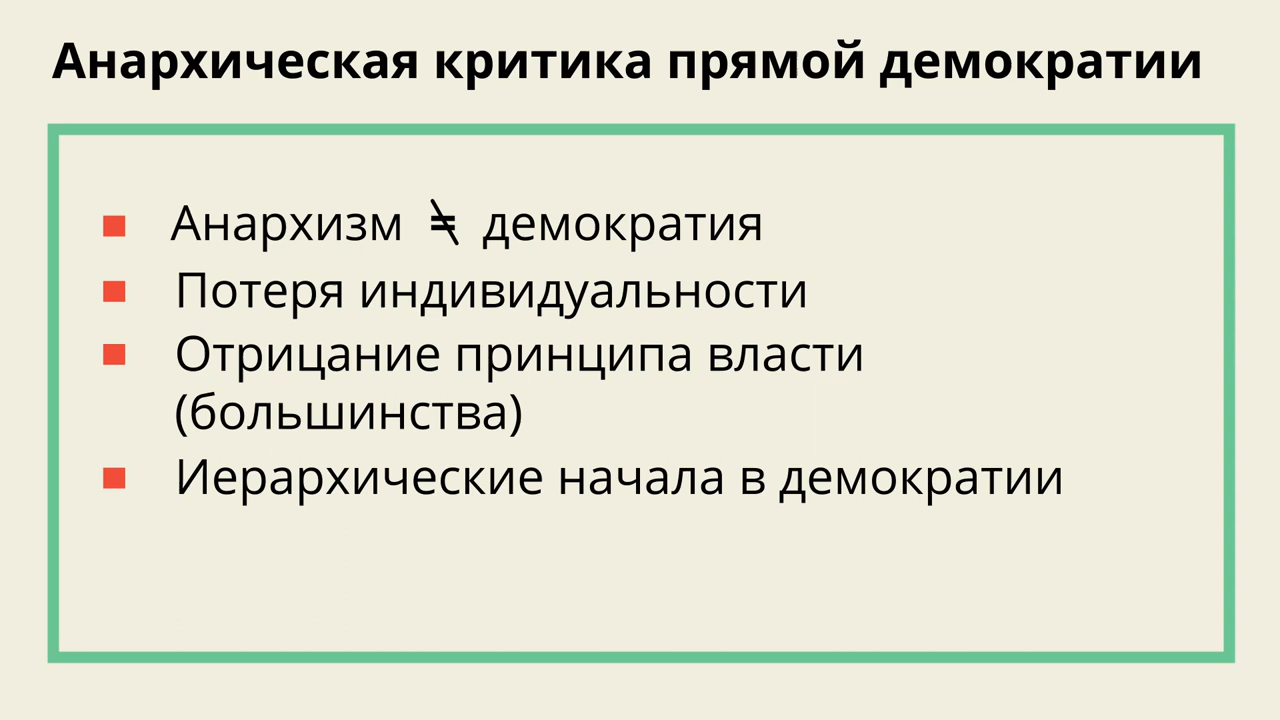 Анархическая критика прямой демократии
Анархизм ≠ демократия
Потеря индивидуальности
Отрицание принципа власти
(большинства)
Иерархические начала в демократии